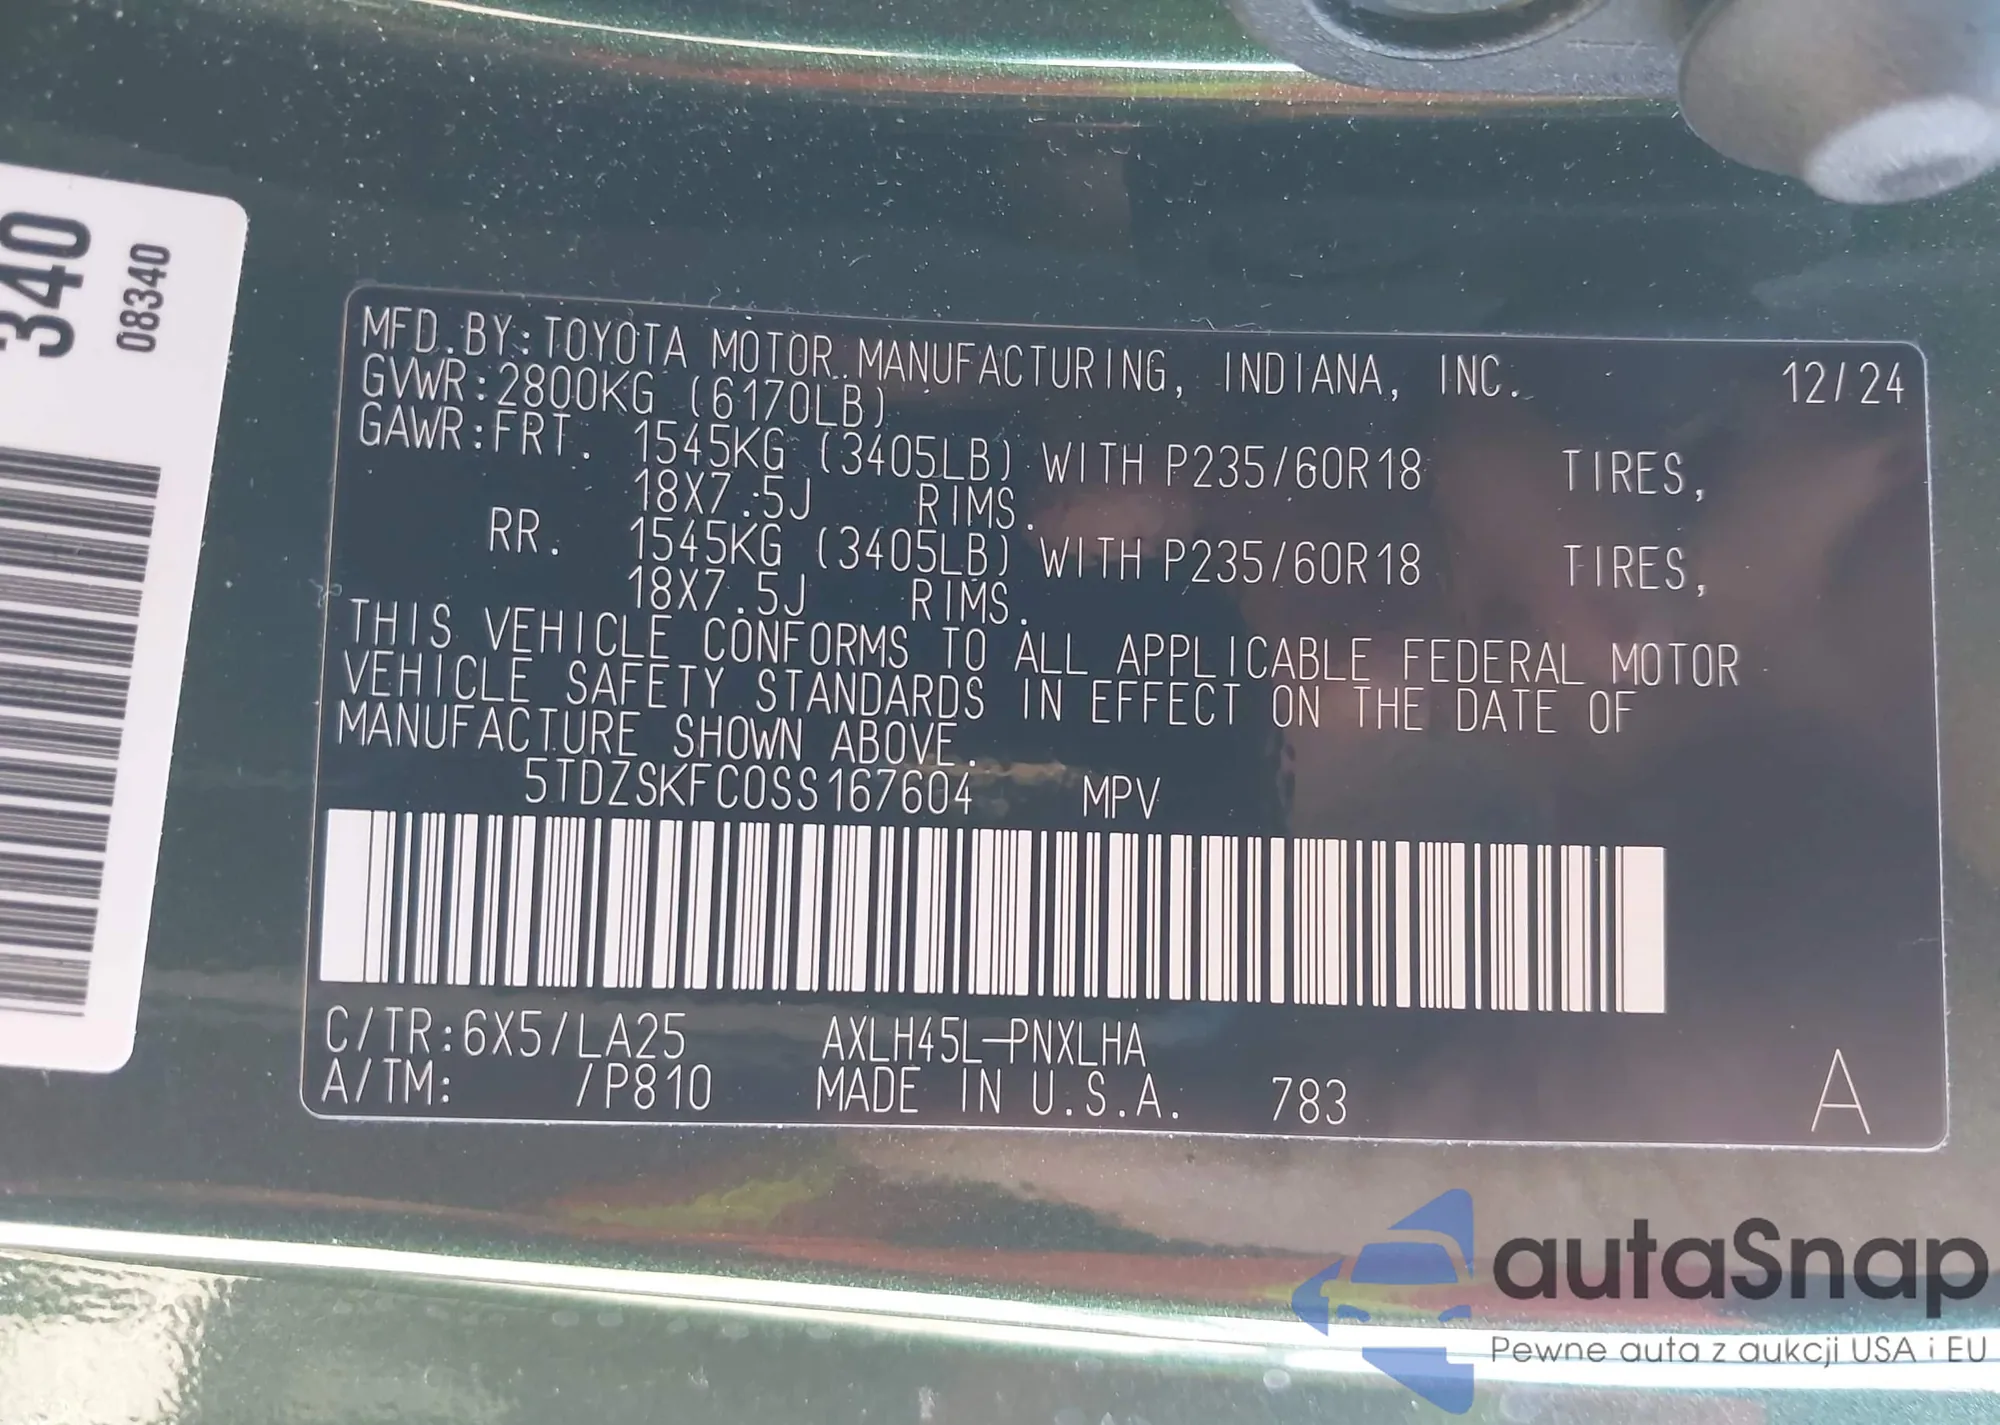 340
08340
MFD.BY:TOYOTA MOTOR MANUFACTURING, INDIANA, INC. 12/24
GVWR:2800KG (6170LB)
GAWR:FRT. 1545KG (3405LB) WITH P235/60R18 TIRES,
18X7.5J RIMS.
RR. 1545KG (3405LB) WITH P235/60R18 TIRES,
18X7.5J RIMS.
THIS VEHICLE CONFORMS TO ALL APPLICABLE FEDERAL MOTOR
VEHICLE SAFETY STANDARDS IN EFFECT ON THE DATE OF
MANUFACTURE SHOWN ABOVE.
5TDZSKFC0SS167604 MPV
C/TR:6X5/LA25 AXLH45L-PNXLHA
A/TM: /P810 MADE IN U.S.A. 783 A
autaSnap
Pewne auta z aukcji USA i EU